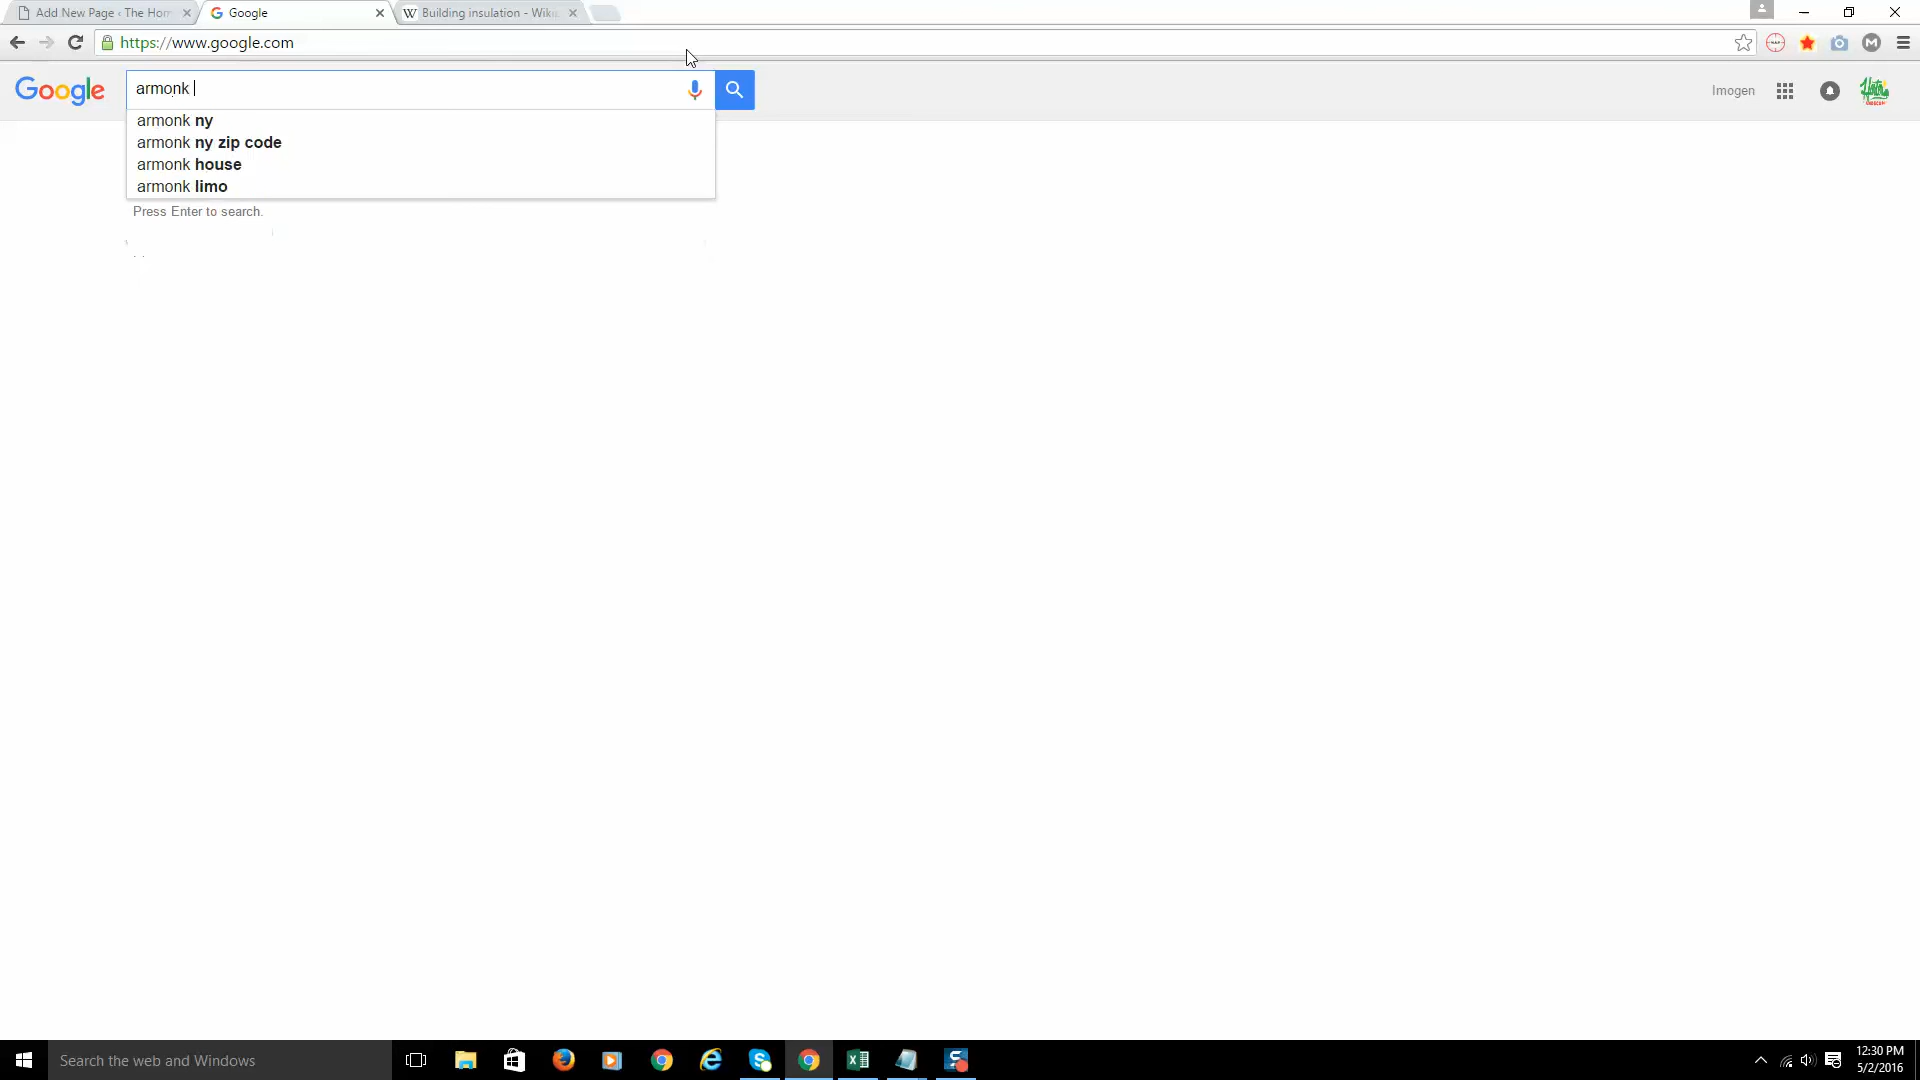 Add New Page ‹ The Hom
Google
Building insulation - Wiki
https://www.google.com
Google
armonk
Imogen
armonk ny
armonk ny zip code
armonk house
armonk limo
Press Enter to search.
Search the web and Windows
12:30 PM
5/2/2016